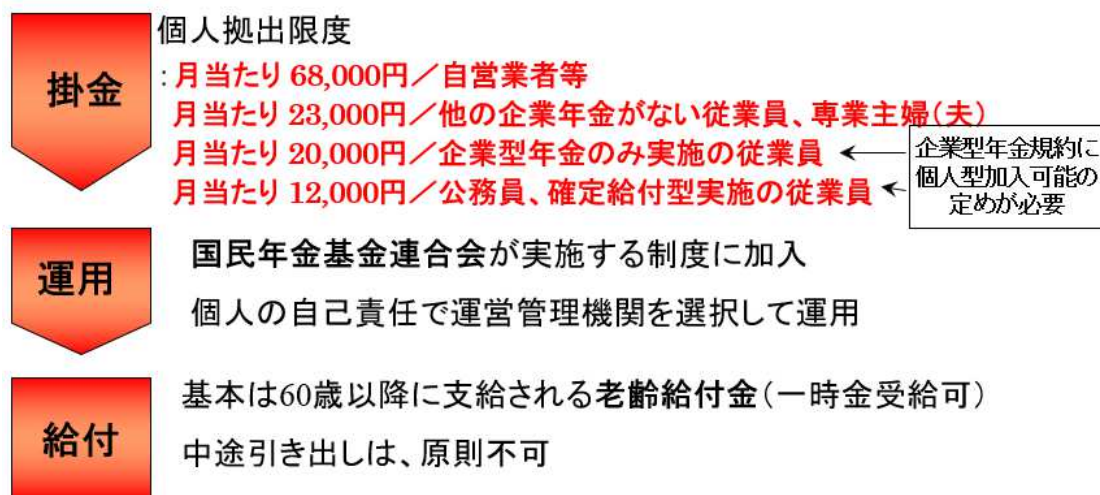 掛金
個人拠出限度
：月当たり 68,000円／自営業者等
月当たり 23,000円／他の企業年金がない従業員、専業主婦（夫）
月当たり 20,000円／企業型年金のみ実施の従業員
月当たり 12,000円／公務員、確定給付型実施の従業員
企業型年金規約に
個人型加入可能の
定めが必要
運用
国民年金基金連合会が実施する制度に加入
個人の自己責任で運営管理機関を選択して運用
給付
基本は60歳以降に支給される老齢給付金（一時金受給可）
中途引き出しは、原則不可